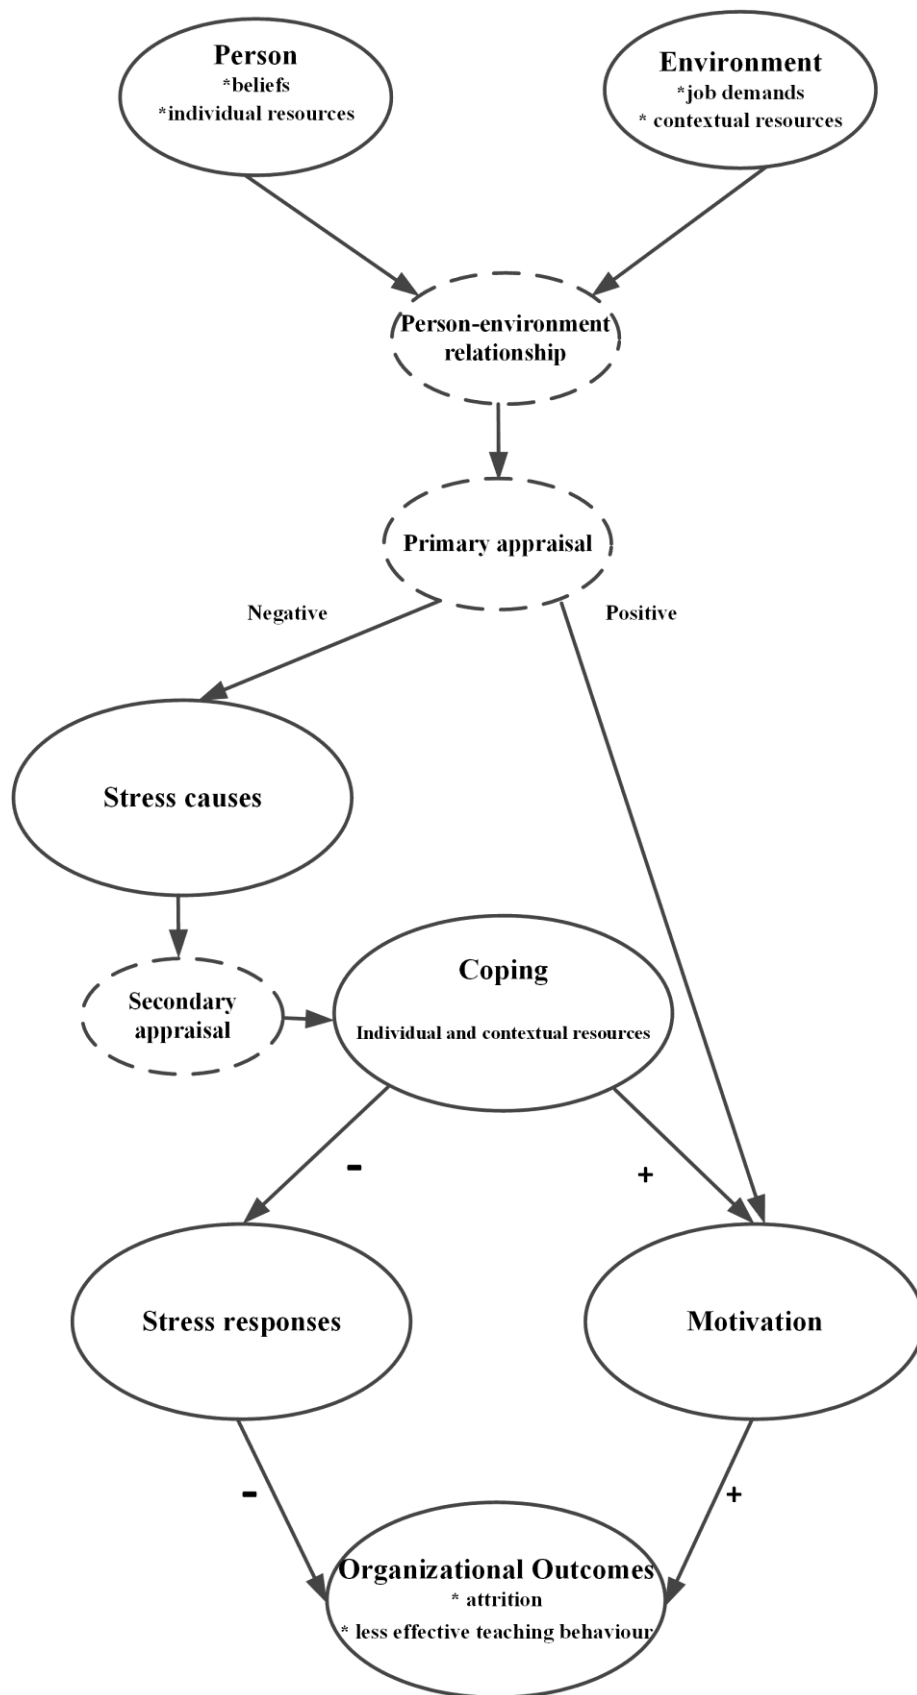 Person
*beliefs
*individual resources
Environment
*job demands
* contextual resources
Person-environment
relationship
Primary appraisal
Negative
Positive
Stress causes
Secondary
appraisal
Coping
Individual and contextual resources
-
+
Stress responses
Motivation
-
+
Organizational Outcomes
* attrition
* less effective teaching behaviour